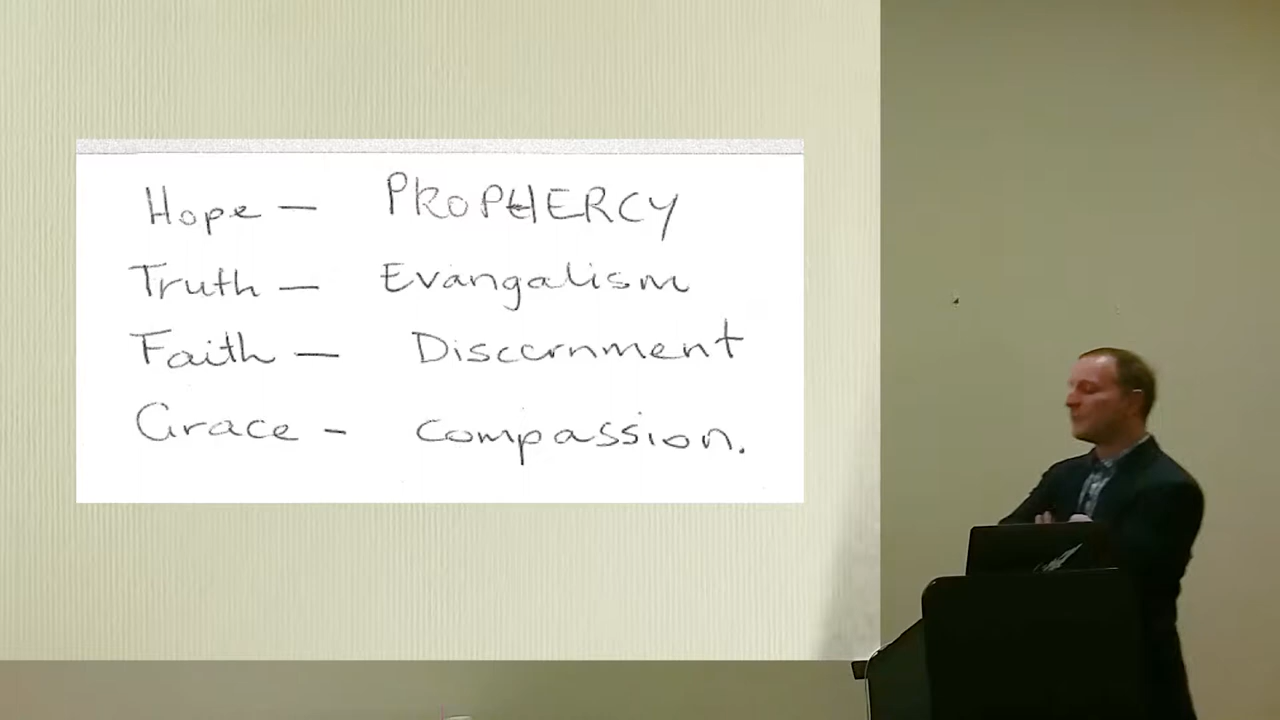 Hope — PROPHERCY
Truth — Evangalism
Faith — Discernment
Grace - Compassion.